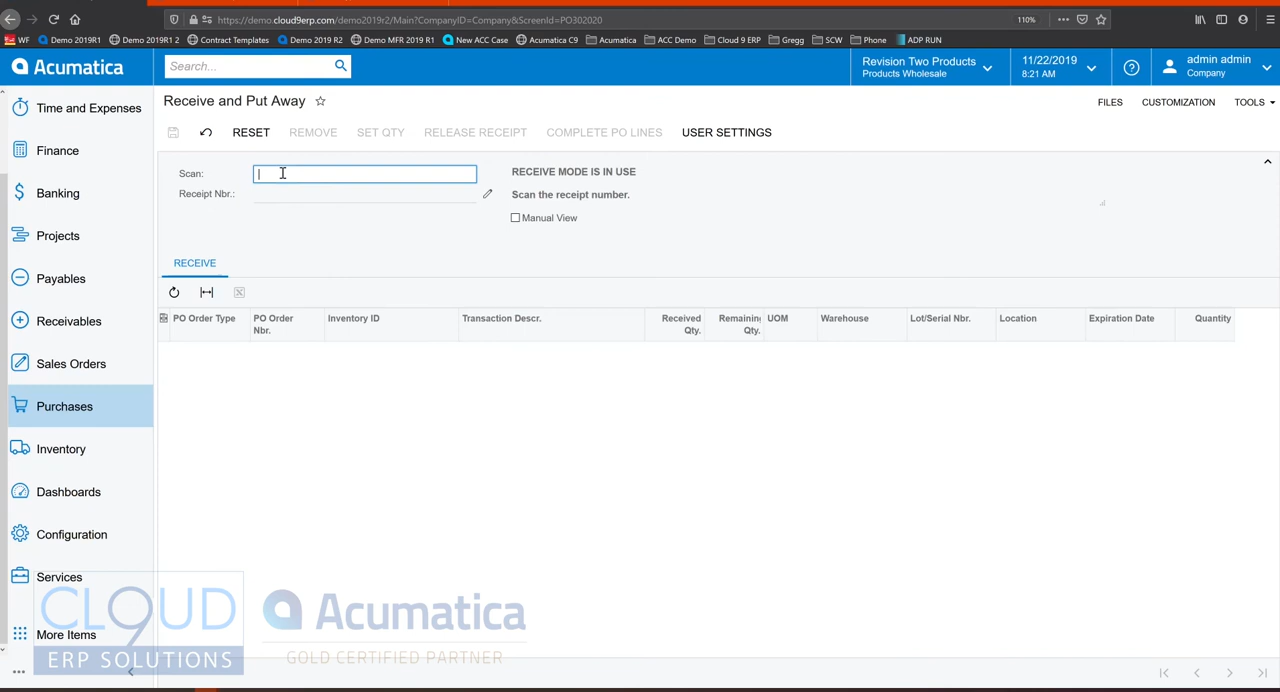 https://demo.cloud9erp.com/demo2019r2/Main?CompanyID=Company&ScreenId=PO302020
110%
WF
Demo 2019R1
Demo 2019R1 2
Contract Templates
Demo 2019 R2
Demo MFR 2019 R1
New ACC Case
Acumatica C9
Acumatica
ACC Demo
Cloud 9 ERP
Gregg
SCW
Phone
ADP RUN
Acumatica
Search...
Revision Two Products
Products Wholesale
11/22/2019
8:21 AM
admin admin
Company
Time and Expenses
Finance
Banking
Projects
Payables
Receivables
Sales Orders
Purchases
Inventory
Dashboards
Configuration
Services
More Items
Receive and Put Away
FILES
CUSTOMIZATION
TOOLS
RESET
REMOVE
SET QTY
RELEASE RECEIPT
COMPLETE PO LINES
USER SETTINGS
Scan:
Receipt Nbr.:
RECEIVE MODE IS IN USE
Scan the receipt number.
Manual View
RECEIVE
PO Order Type
PO Order
Nbr.
Inventory ID
Transaction Descr.
Received
Qty.
Remaining
Qty.
UOM
Warehouse
Lot/Serial Nbr.
Location
Expiration Date
Quantity
CLOUD
9
ERP SOLUTIONS
Acumatica
GOLD CERTIFIED PARTNER